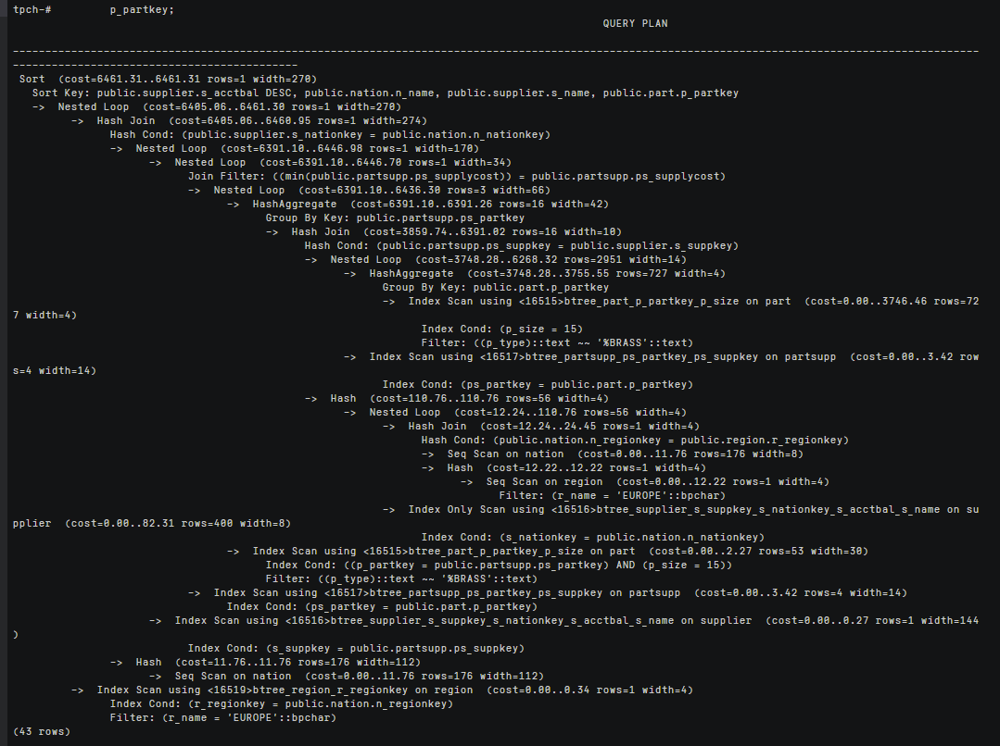 tpch-#         p_partkey;
QUERY PLAN
-----------------------------------------------------------------------------------------------------------------------------------------------------
--------------------------------------------
 Sort  (cost=6461.31..6461.31 rows=1 width=270)
   Sort Key: public.supplier.s_acctbal DESC, public.nation.n_name, public.supplier.s_name, public.part.p_partkey
   ->  Nested Loop  (cost=6405.06..6461.30 rows=1 width=270)
         ->  Hash Join  (cost=6405.06..6460.95 rows=1 width=274)
               Hash Cond: (public.supplier.s_nationkey = public.nation.n_nationkey)
               ->  Nested Loop  (cost=6391.10..6446.98 rows=1 width=170)
                     ->  Nested Loop  (cost=6391.10..6446.70 rows=1 width=34)
                           Join Filter: ((min(public.partsupp.ps_supplycost)) = public.partsupp.ps_supplycost)
                           ->  Nested Loop  (cost=6391.10..6436.30 rows=3 width=66)
                                 ->  HashAggregate  (cost=6391.10..6391.26 rows=16 width=42)
                                       Group By Key: public.partsupp.ps_partkey
                                       ->  Hash Join  (cost=3859.74..6391.02 rows=16 width=10)
                                             Hash Cond: (public.partsupp.ps_suppkey = public.supplier.s_suppkey)
                                             ->  Nested Loop  (cost=3748.28..6268.32 rows=2951 width=14)
                                                   ->  HashAggregate  (cost=3748.28..3755.55 rows=727 width=4)
                                                         Group By Key: public.part.p_partkey
                                                         ->  Index Scan using <16515>btree_part_p_partkey_p_size on part  (cost=0.00..3746.46 rows=72
7 width=4)
                                                               Index Cond: (p_size = 15)
                                                               Filter: ((p_type)::text ~~ '%BRASS'::text)
                                                   ->  Index Scan using <16517>btree_partsupp_ps_partkey_ps_suppkey on partsupp  (cost=0.00..3.42 row
s=4 width=14)
                                                         Index Cond: (ps_partkey = public.part.p_partkey)
                                             ->  Hash  (cost=110.76..110.76 rows=56 width=4)
                                                   ->  Nested Loop  (cost=12.24..110.76 rows=56 width=4)
                                                         ->  Hash Join  (cost=12.24..24.45 rows=1 width=4)
                                                               Hash Cond: (public.nation.n_regionkey = public.region.r_regionkey)
                                                               ->  Seq Scan on nation  (cost=0.00..11.76 rows=176 width=8)
                                                               ->  Hash  (cost=12.22..12.22 rows=1 width=4)
                                                                     ->  Seq Scan on region  (cost=0.00..12.22 rows=1 width=4)
                                                                           Filter: (r_name = 'EUROPE'::bpchar)
                                                         ->  Index Only Scan using <16516>btree_supplier_s_suppkey_s_nationkey_s_acctbal_s_name on su
pplier  (cost=0.00..82.31 rows=400 width=8)
                                                               Index Cond: (s_nationkey = public.nation.n_nationkey)
                                 ->  Index Scan using <16515>btree_part_p_partkey_p_size on part  (cost=0.00..2.27 rows=53 width=30)
                                       Index Cond: ((p_partkey = public.partsupp.ps_partkey) AND (p_size = 15))
                                       Filter: ((p_type)::text ~~ '%BRASS'::text)
                           ->  Index Scan using <16517>btree_partsupp_ps_partkey_ps_suppkey on partsupp  (cost=0.00..3.42 rows=4 width=14)
                                 Index Cond: (ps_partkey = public.part.p_partkey)
                     ->  Index Scan using <16516>btree_supplier_s_suppkey_s_nationkey_s_acctbal_s_name on supplier  (cost=0.00..0.27 rows=1 width=144
)
                           Index Cond: (s_suppkey = public.partsupp.ps_suppkey)
               ->  Hash  (cost=11.76..11.76 rows=176 width=112)
                     ->  Seq Scan on nation  (cost=0.00..11.76 rows=176 width=112)
         ->  Index Scan using <16519>btree_region_r_regionkey on region  (cost=0.00..0.34 rows=1 width=4)
               Index Cond: (r_regionkey = public.nation.n_regionkey)
               Filter: (r_name = 'EUROPE'::bpchar)
(43 rows)